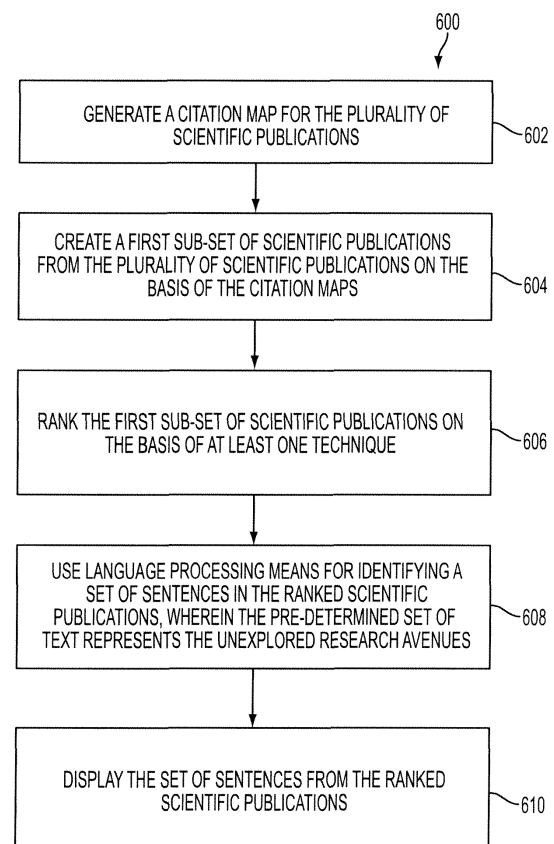 600
GENERATE A CITATION MAP FOR THE PLURALITY OF
SCIENTIFIC PUBLICATIONS
602
CREATE A FIRST SUB-SET OF SCIENTIFIC PUBLICATIONS
FROM THE PLURALITY OF SCIENTIFIC PUBLICATIONS ON THE
BASIS OF THE CITATION MAPS
604
RANK THE FIRST SUB-SET OF SCIENTIFIC PUBLICATIONS ON
THE BASIS OF AT LEAST ONE TECHNIQUE
606
USE LANGUAGE PROCESSING MEANS FOR IDENTIFYING A
SET OF SENTENCES IN THE RANKED SCIENTIFIC
PUBLICATIONS, WHEREIN THE PRE-DETERMINED SET OF
TEXT REPRESENTS THE UNEXPLORED RESEARCH AVENUES
608
DISPLAY THE SET OF SENTENCES FROM THE RANKED
SCIENTIFIC PUBLICATIONS
610